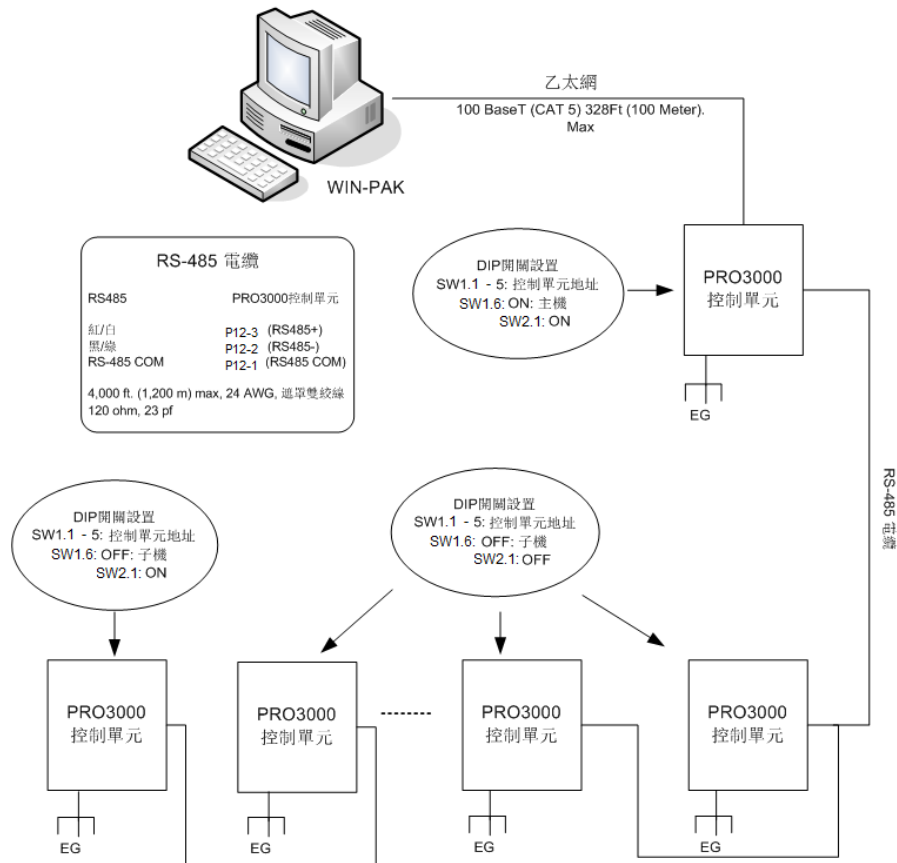 乙太網
100 BaseT (CAT 5) 328Ft (100 Meter).
Max
WIN-PAK
RS-485 電纜
RS485 PRO3000控制單元
紅/白 P12-3 (RS485+)
黑/綠 P12-2 (RS485-)
RS-485 COM P12-1 (RS485 COM)
4,000 ft. (1,200 m) max, 24 AWG, 遮罩雙絞線
120 ohm, 23 pf
DIP開關設置
SW1.1 - 5: 控制單元地址
SW1.6: ON: 主機
SW2.1: ON
PRO3000
控制單元
EG
RS-485 電纜
DIP開關設置
SW1.1 - 5: 控制單元地址
SW1.6: OFF: 子機
SW2.1: ON
DIP開關設置
SW1.1 - 5: 控制單元地址
SW1.6: OFF: 子機
SW2.1: OFF
PRO3000
控制單元
EG
PRO3000
控制單元
EG
PRO3000
控制單元
EG
PRO3000
控制單元
EG